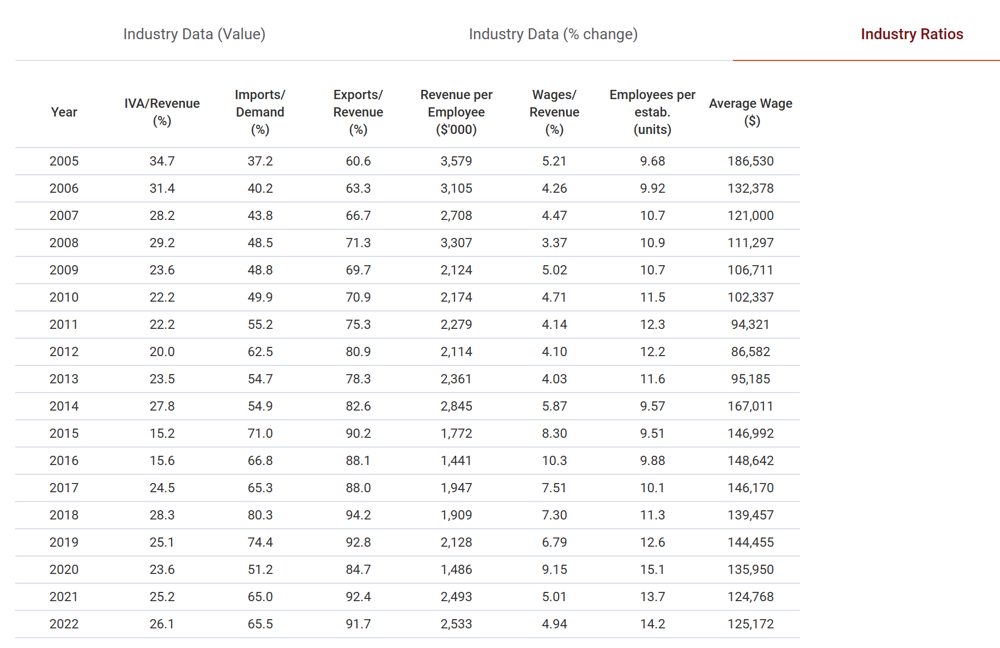 Industry Data (Value) Industry Data (% change) Industry Ratios
Year IVA/Revenue (%) Imports/ Demand (%) Exports/ Revenue (%) Revenue per Employee ($'000) Wages/ Revenue (%) Employees per estab. (units) Average Wage ($)
2005 34.7 37.2 60.6 3,579 5.21 9.68 186,530
2006 31.4 40.2 63.3 3,105 4.26 9.92 132,378
2007 28.2 43.8 66.7 2,708 4.47 10.7 121,000
2008 29.2 48.5 71.3 3,307 3.37 10.9 111,297
2009 23.6 48.8 69.7 2,124 5.02 10.7 106,711
2010 22.2 49.9 70.9 2,174 4.71 11.5 102,337
2011 22.2 55.2 75.3 2,279 4.14 12.3 94,321
2012 20.0 62.5 80.9 2,114 4.10 12.2 86,582
2013 23.5 54.7 78.3 2,361 4.03 11.6 95,185
2014 27.8 54.9 82.6 2,845 5.87 9.57 167,011
2015 15.2 71.0 90.2 1,772 8.30 9.51 146,992
2016 15.6 66.8 88.1 1,441 10.3 9.88 148,642
2017 24.5 65.3 88.0 1,947 7.51 10.1 146,170
2018 28.3 80.3 94.2 1,909 7.30 11.3 139,457
2019 25.1 74.4 92.8 2,128 6.79 12.6 144,455
2020 23.6 51.2 84.7 1,486 9.15 15.1 135,950
2021 25.2 65.0 92.4 2,493 5.01 13.7 124,768
2022 26.1 65.5 91.7 2,533 4.94 14.2 125,172